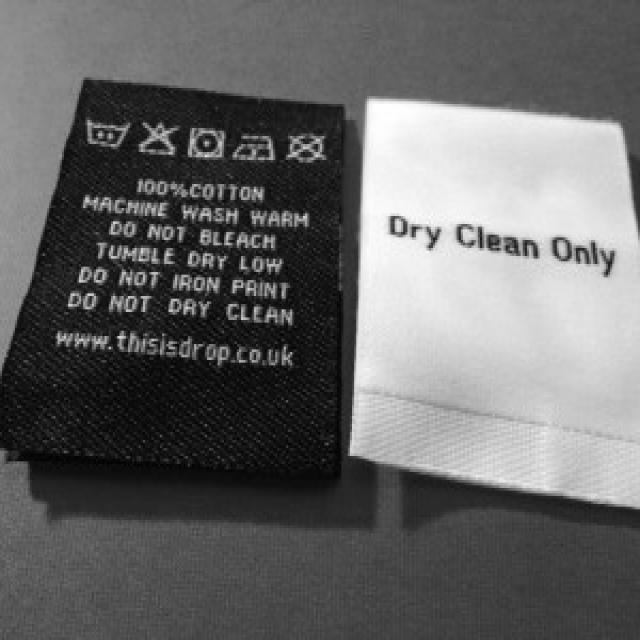 100%COTTON
MACHINE WASH WARM
DO NOT BLEACH
TUMBLE DRY LOW
DO NOT IRON PRINT
DO NOT DRY CLEAN
www.thisisdrop.co.uk
Dry Clean Only